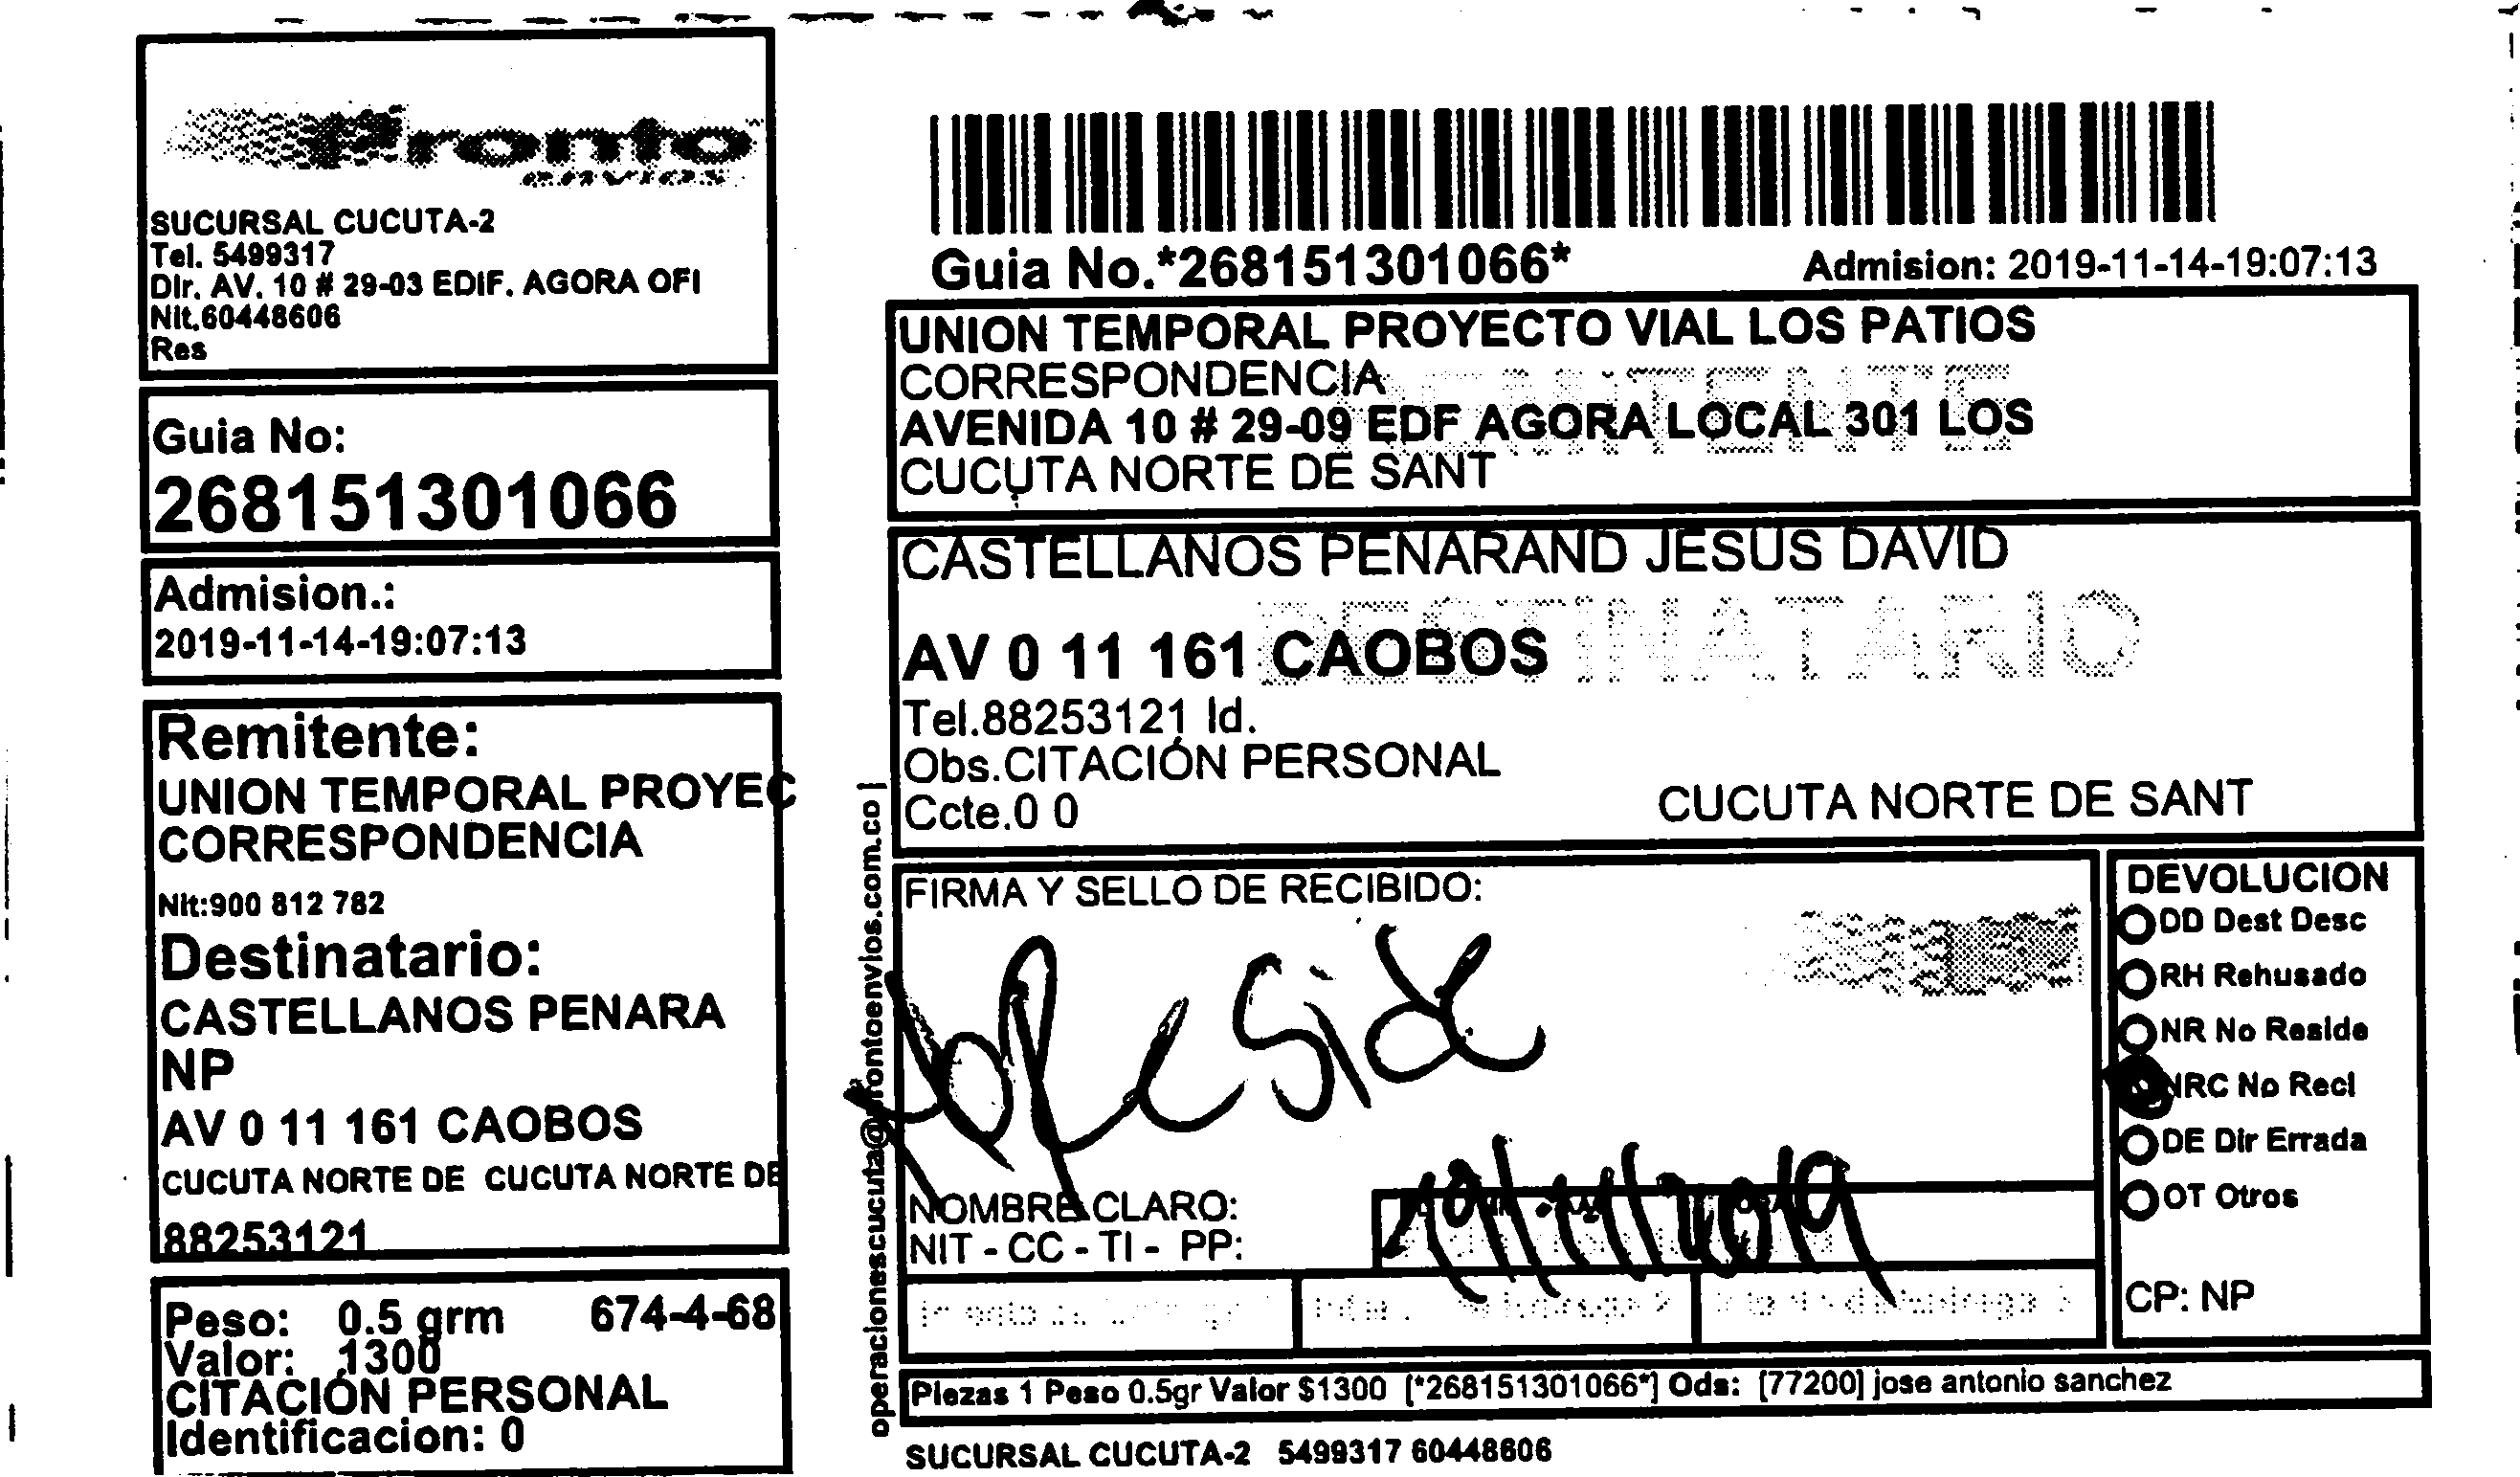 Pronto
envios
SUCURSAL CUCUTA-2
Tel. 5499317
Dir. AV. 10 # 29-03 EDIF. AGORA OFI
Nit.60448606
Res
Guia No:
268151301066
Admision.:
2019-11-14-19:07:13
Remitente:
UNION TEMPORAL PROYEC
CORRESPONDENCIA
Nit:900 812 782
Destinatario:
CASTELLANOS PENARA
NP
AV 0 11 161 CAOBOS
CUCUTA NORTE DE CUCUTA NORTE DE
88253121
Peso: 0.5 grm 674-4-68
Valor: 1300
CITACIÓN PERSONAL
Identificacion: 0
Guia No.*268151301066*
Admision: 2019-11-14-19:07:13
UNION TEMPORAL PROYECTO VIAL LOS PATIOS
CORRESPONDENCIA
REMITENTE
AVENIDA 10 # 29-09 EDF AGORA LOCAL 301 LOS
CUCUTA NORTE DE SANT
CASTELLANOS PENARAND JESUS DAVID
DESTINATARIO
AV 0 11 161 CAOBOS
Tel.88253121 Id.
Obs.CITACIÓN PERSONAL
Ccte.0 0
CUCUTA NORTE DE SANT
operacionescucuta@prontoenvios.com.co |
FIRMA Y SELLO DE RECIBIDO:
NOMBRE CLARO:
NIT - CC - TI - PP:
DEVOLUCION
DD Dest Desc
RH Rehusado
NR No Reside
NRC No Recl
DE Dir Errada
OT Otros
CP: NP
Piezas 1 Peso 0.5gr Valor $1300 [*268151301066*] Ods: [77200] jose antonio sanchez
SUCURSAL CUCUTA-2 5499317 60448606